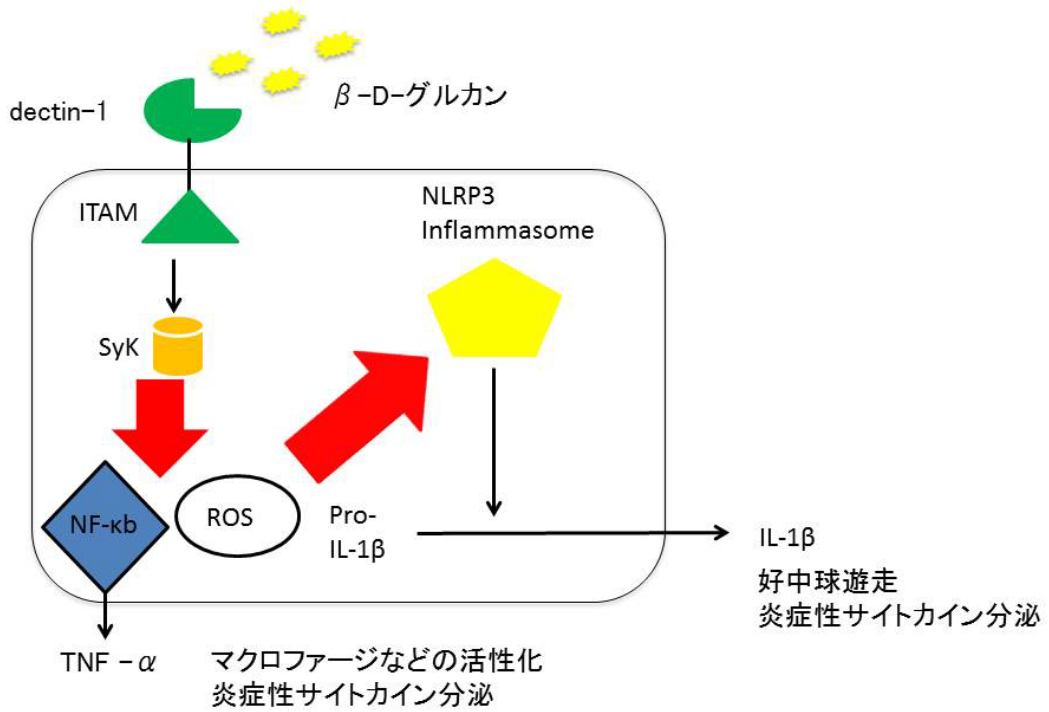 β-D-グルカン
dectin-1
ITAM
NLRP3
Inflammasome
SyK
NF-κb
ROS
Pro-
IL-1β
IL-1β
好中球遊走
炎症性サイトカイン分泌
TNF-α
マクロファージなどの活性化
炎症性サイトカイン分泌